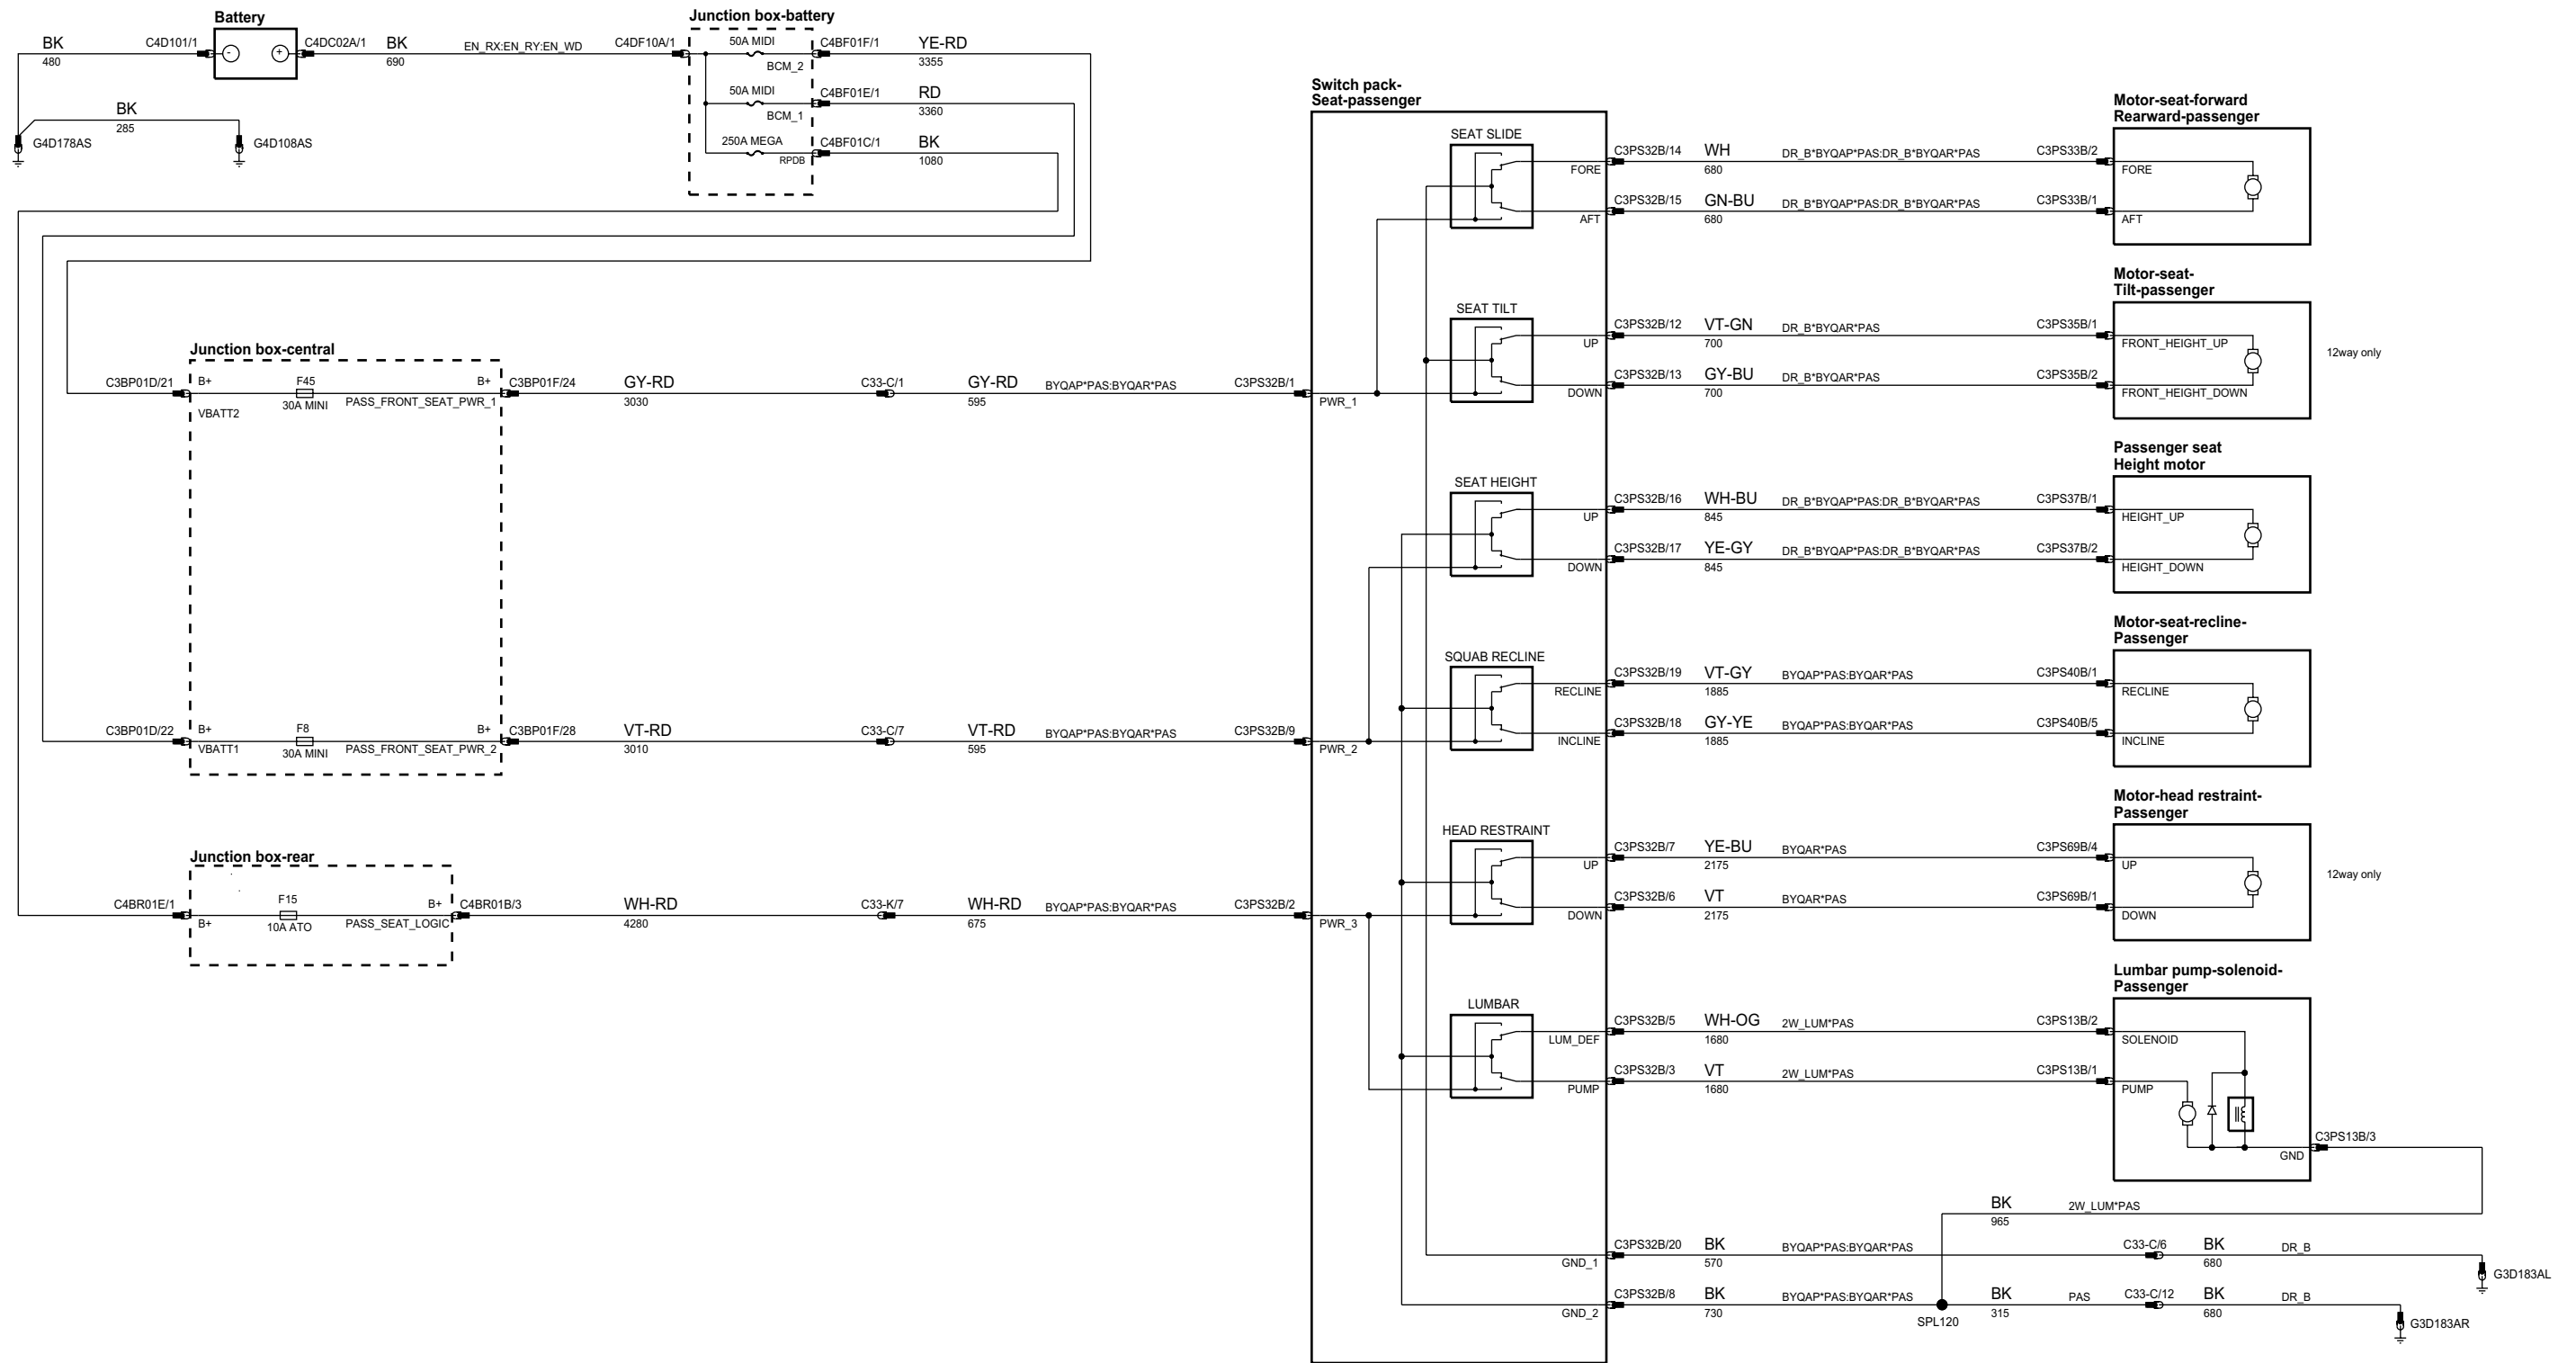 Battery
Junction box-battery
BK
480
C4D101/1
-
+
C4DC02A/1
BK
690
EN_RX:EN_RY:EN_WD
C4DF10A/1
50A MIDI
BCM_2
C4BF01F/1
YE-RD
3355
50A MIDI
BCM_1
C4BF01E/1
RD
3360
250A MEGA
RPDB
C4BF01C/1
BK
1080
BK
285
G4D178AS
G4D108AS
Switch pack-
Seat-passenger
SEAT SLIDE
FORE
C3PS32B/14
WH
680
DR_B*BYQAP*PAS:DR_B*BYQAR*PAS
C3PS33B/2
AFT
C3PS32B/15
GN-BU
680
DR_B*BYQAP*PAS:DR_B*BYQAR*PAS
C3PS33B/1
Motor-seat-forward
Rearward-passenger
FORE
AFT
SEAT TILT
UP
C3PS32B/12
VT-GN
700
DR_B*BYQAR*PAS
C3PS35B/1
DOWN
C3PS32B/13
GY-BU
700
DR_B*BYQAR*PAS
C3PS35B/2
Motor-seat-
Tilt-passenger
FRONT_HEIGHT_UP
FRONT_HEIGHT_DOWN
12way only
Junction box-central
C3BP01D/21
B+
VBATT2
F45
30A MINI
B+
PASS_FRONT_SEAT_PWR_1
C3BP01F/24
GY-RD
3030
C33-C/1
GY-RD
595
BYQAP*PAS:BYQAR*PAS
C3PS32B/1
PWR_1
SEAT HEIGHT
UP
C3PS32B/16
WH-BU
845
DR_B*BYQAP*PAS:DR_B*BYQAR*PAS
C3PS37B/1
DOWN
C3PS32B/17
YE-GY
845
DR_B*BYQAP*PAS:DR_B*BYQAR*PAS
C3PS37B/2
Passenger seat
Height motor
HEIGHT_UP
HEIGHT_DOWN
SQUAB RECLINE
RECLINE
C3PS32B/19
VT-GY
1885
BYQAP*PAS:BYQAR*PAS
C3PS40B/1
INCLINE
C3PS32B/18
GY-YE
1885
BYQAP*PAS:BYQAR*PAS
C3PS40B/5
Motor-seat-recline-
Passenger
RECLINE
INCLINE
C3BP01D/22
B+
VBATT1
F8
30A MINI
B+
PASS_FRONT_SEAT_PWR_2
C3BP01F/28
VT-RD
3010
C33-C/7
VT-RD
595
BYQAP*PAS:BYQAR*PAS
C3PS32B/9
PWR_2
HEAD RESTRAINT
UP
C3PS32B/7
YE-BU
2175
BYQAR*PAS
C3PS69B/4
DOWN
C3PS32B/6
VT
2175
BYQAR*PAS
C3PS69B/1
Motor-head restraint-
Passenger
UP
DOWN
12way only
Junction box-rear
C4BR01E/1
B+
F15
10A ATO
B+
PASS_SEAT_LOGIC
C4BR01B/3
WH-RD
4280
C33-K/7
WH-RD
675
BYQAP*PAS:BYQAR*PAS
C3PS32B/2
PWR_3
LUMBAR
LUM_DEF
C3PS32B/5
WH-OG
1680
2W_LUM*PAS
C3PS13B/2
PUMP
C3PS32B/3
VT
1680
2W_LUM*PAS
C3PS13B/1
Lumbar pump-solenoid-
Passenger
SOLENOID
PUMP
GND
C3PS13B/3
BK
965
2W_LUM*PAS
GND_1
C3PS32B/20
BK
570
BYQAP*PAS:BYQAR*PAS
C33-C/6
BK
680
DR_B
G3D183AL
GND_2
C3PS32B/8
BK
730
BYQAP*PAS:BYQAR*PAS
SPL120
BK
315
PAS
C33-C/12
BK
680
DR_B
G3D183AR